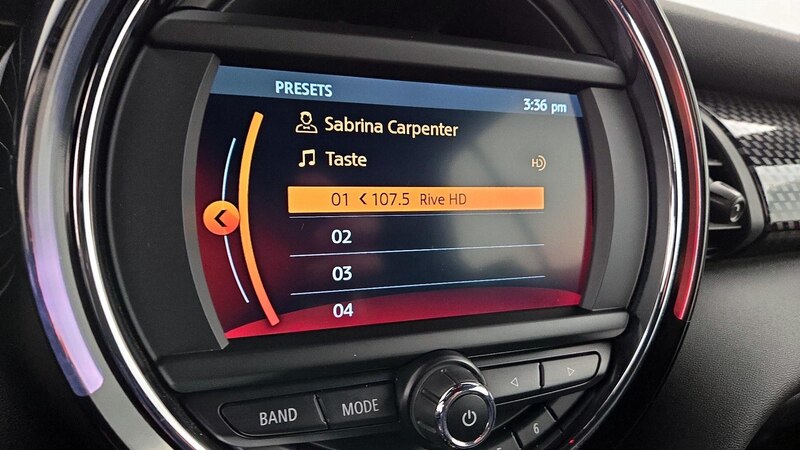 PRESETS
3:36 pm
Sabrina Carpenter
Taste
HD
01 < 107.5 Rive HD
02
03
04
BAND MODE
6